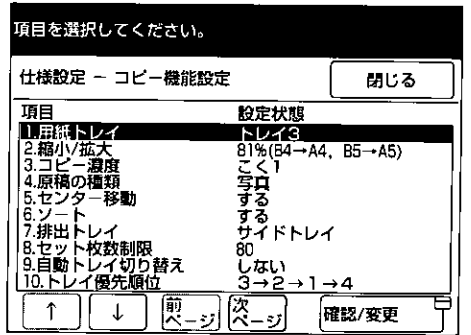 項目を選択してください。
仕様設定 － コピー機能設定 閉じる
項目 設定状態
1.用紙トレイ トレイ3
2.縮小/拡大 81%(B4→A4, B5→A5)
3.コピー濃度 こく1
4.原稿の種類 写真
5.センター移動 する
6.ソート する
7.排出トレイ サイドトレイ
8.セット枚数制限 80
9.自動トレイ切り替え しない
10.トレイ優先順位 3→2→1→4
↑ ↓ 前ページ 次ページ 確認/変更